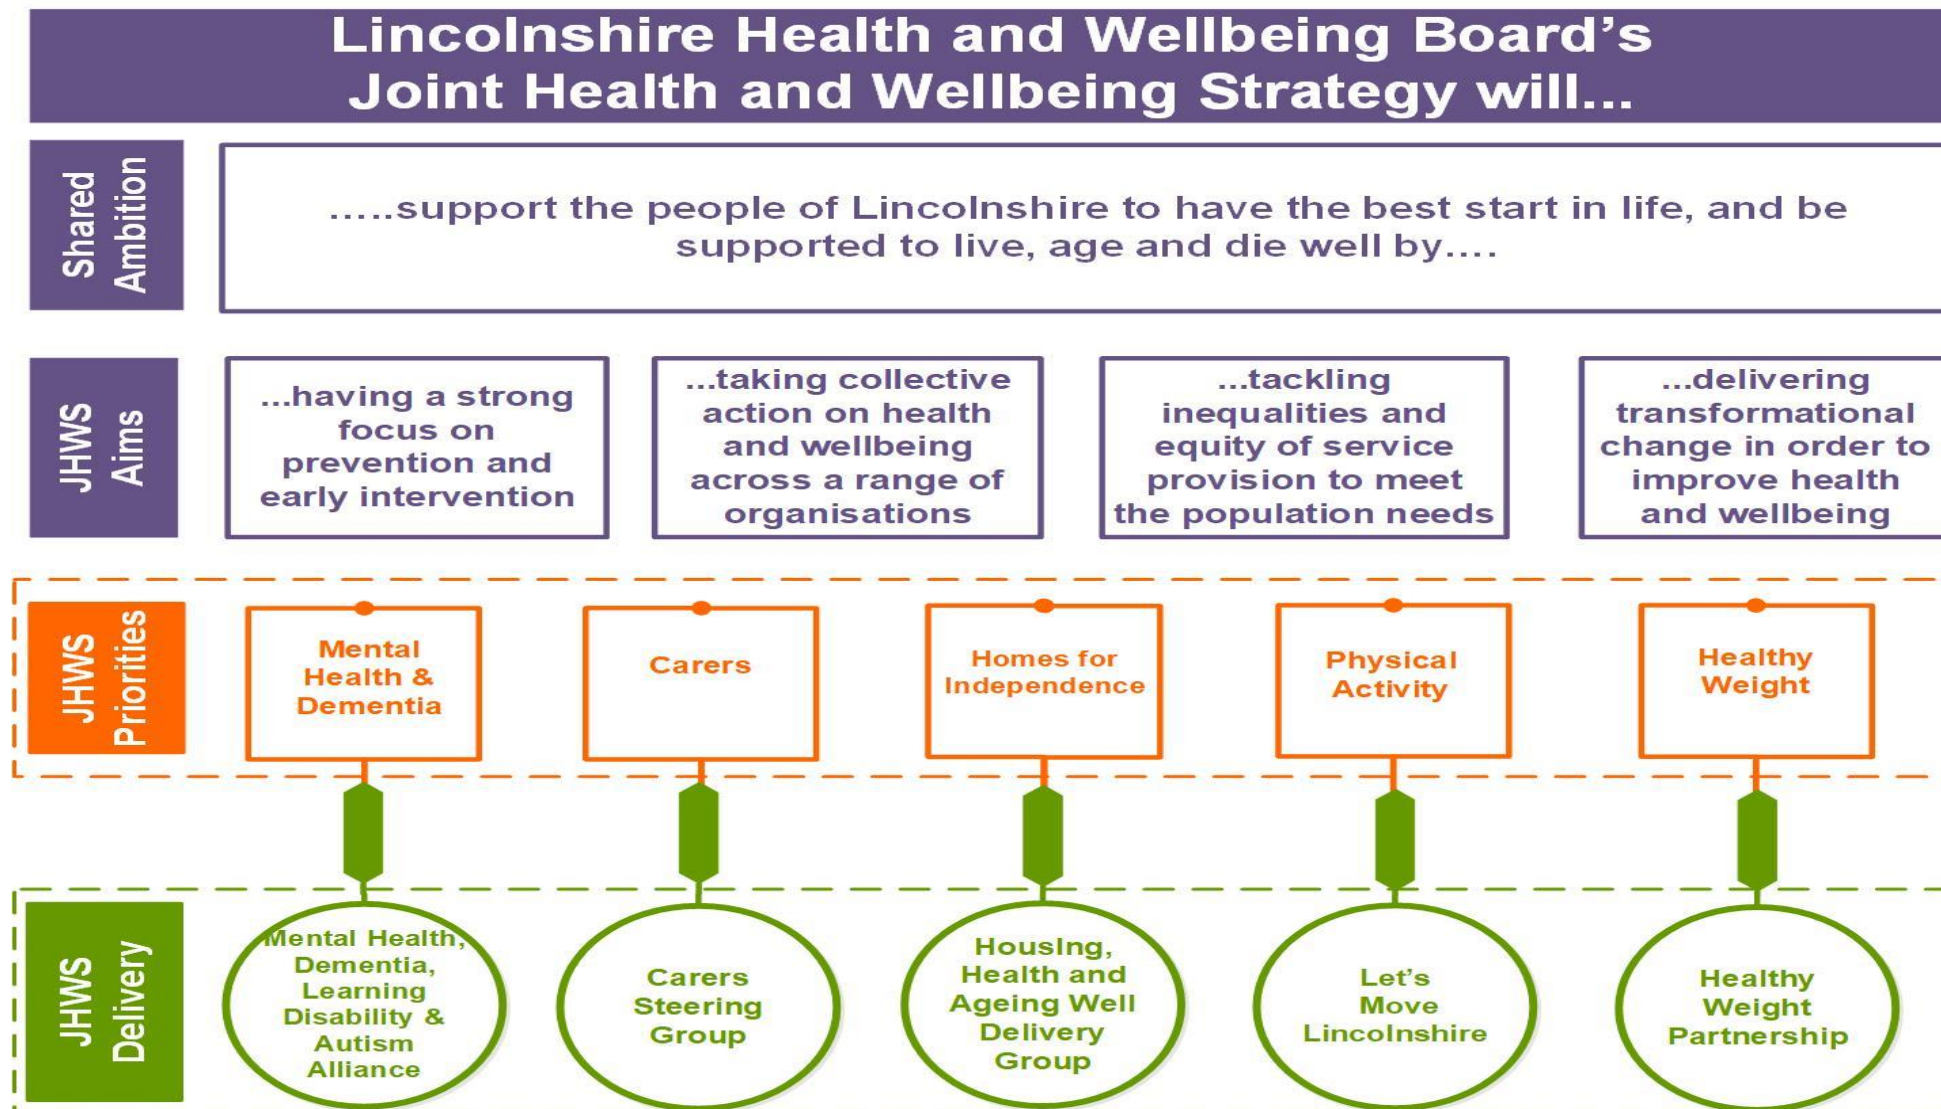 Lincolnshire Health and Wellbeing Board’s
Joint Health and Wellbeing Strategy will...
Shared
Ambition
.....support the people of Lincolnshire to have the best start in life, and be
supported to live, age and die well by....
JHWS
Aims
...having a strong
focus on
prevention and
early intervention
...taking collective
action on health
and wellbeing
across a range of
organisations
...tackling
inequalities and
equity of service
provision to meet
the population needs
...delivering
transformational
change in order to
improve health
and wellbeing
JHWS
Priorities
Mental
Health &
Dementia
Carers
Homes for
Independence
Physical
Activity
Healthy
Weight
JHWS
Delivery
Mental Health,
Dementia,
Learning
Disability &
Autism
Alliance
Carers
Steering
Group
Housing,
Health and
Ageing Well
Delivery
Group
Let’s
Move
Lincolnshire
Healthy
Weight
Partnership